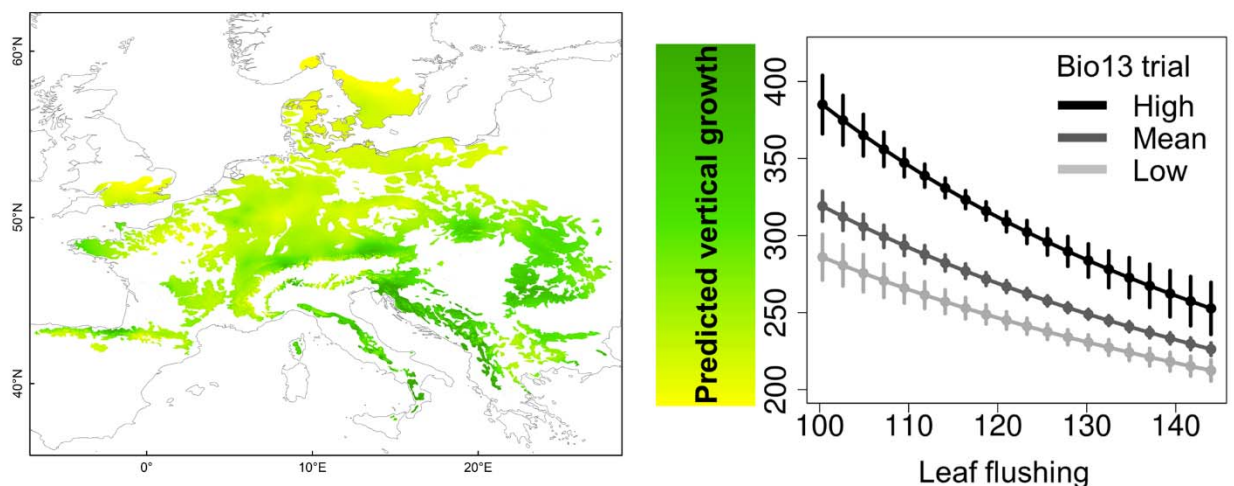 60°N
50°N
40°N
0°
10°E
20°E
Predicted vertical growth
400
350
300
250
200
Bio13 trial
High
Mean
Low
100
110
120
130
140
Leaf flushing